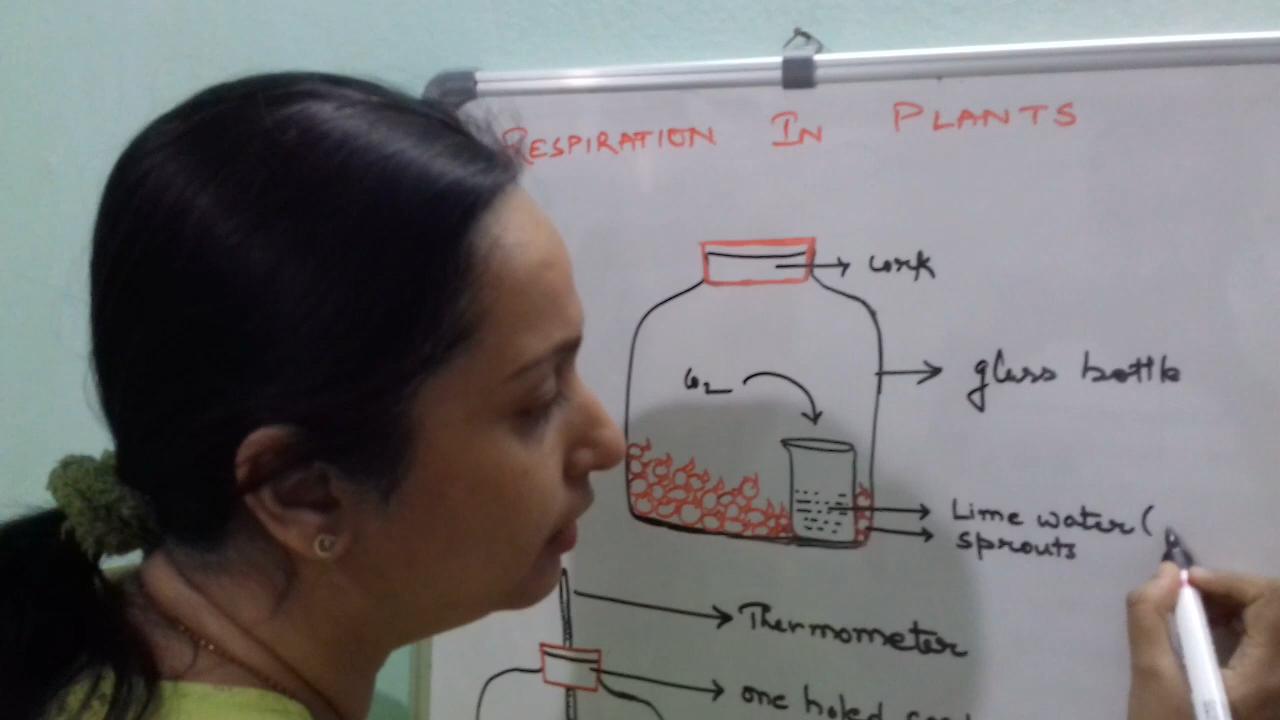 RESPIRATION IN PLANTS
cork
CO2
glass bottle
Lime water (
sprouts
Thermometer
one holed